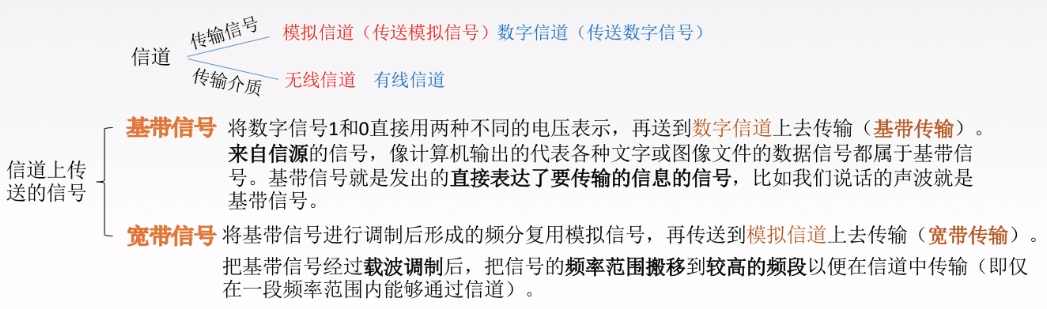 传输信号
模拟信道（传送模拟信号）数字信道（传送数字信号）
信道
传输介质
无线信道 有线信道
基带信号 将数字信号1和0直接用两种不同的电压表示，再送到数字信道上去传输（基带传输）。
来自信源的信号，像计算机输出的代表各种文字或图像文件的数据信号都属于基带信
号。基带信号就是发出的直接表达了要传输的信息的信号，比如我们说话的声波就是
基带信号。
信道上传
送的信号
宽带信号 将基带信号进行调制后形成的频分复用模拟信号，再传送到模拟信道上去传输（宽带传输）。
把基带信号经过载波调制后，把信号的频率范围搬移到较高的频段以便在信道中传输（即仅
在一段频率范围内能够通过信道）。